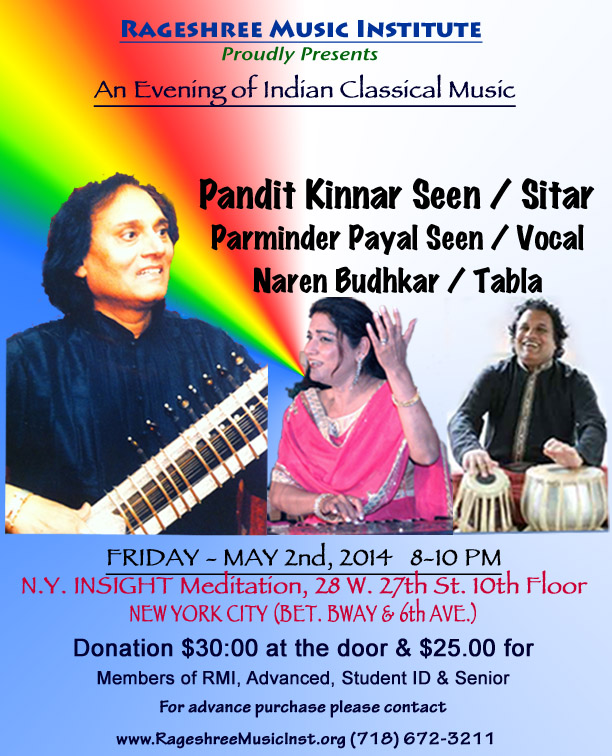 RAGESHREE MUSIC INSTITUTE
Proudly Presents
An Evening of Indian Classical Music
Pandit Kinnar Seen / Sitar
Parminder Payal Seen / Vocal
Naren Budhkar / Tabla
FRIDAY - MAY 2nd, 2014 8-10 PM
N.Y. INSIGHT Meditation, 28 W. 27th St. 10th Floor
NEW YORK CITY (BET. BWAY & 6th AVE.)
Donation $30:00 at the door & $25.00 for
Members of RMI, Advanced, Student ID & Senior
For advance purchase please contact
www.RageshreeMusicInst.org (718) 672-3211